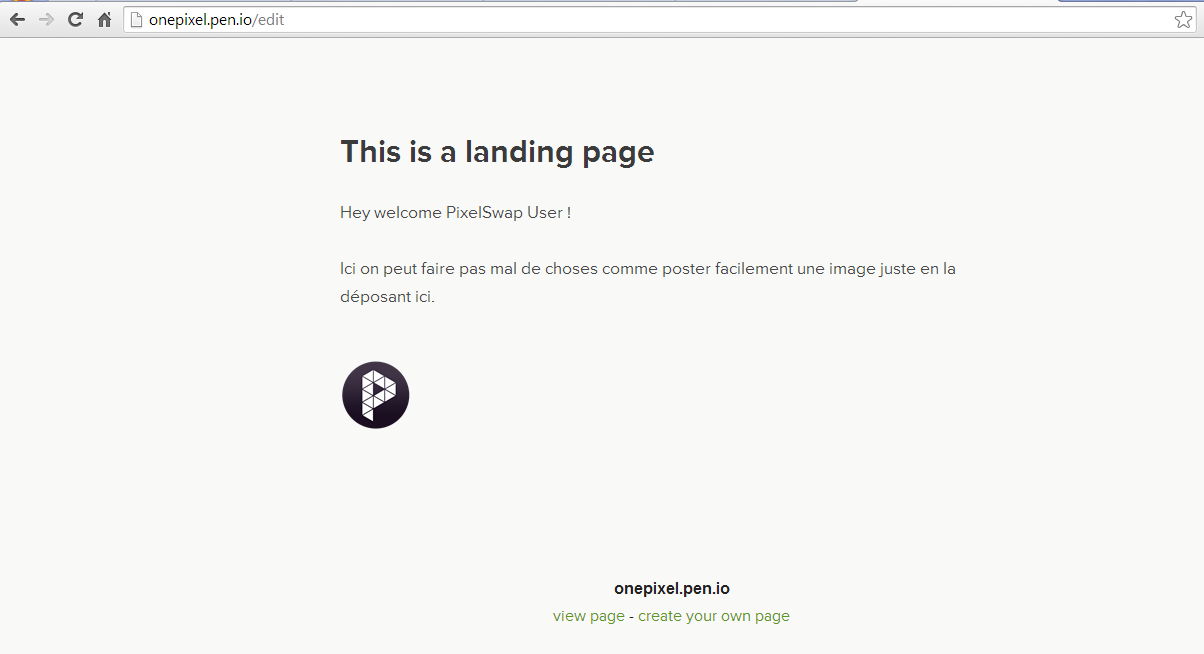 onepixel.pen.io/edit
This is a landing page
Hey welcome PixelSwap User !
Ici on peut faire pas mal de choses comme poster facilement une image juste en la
déposant ici.
onepixel.pen.io
view page - create your own page